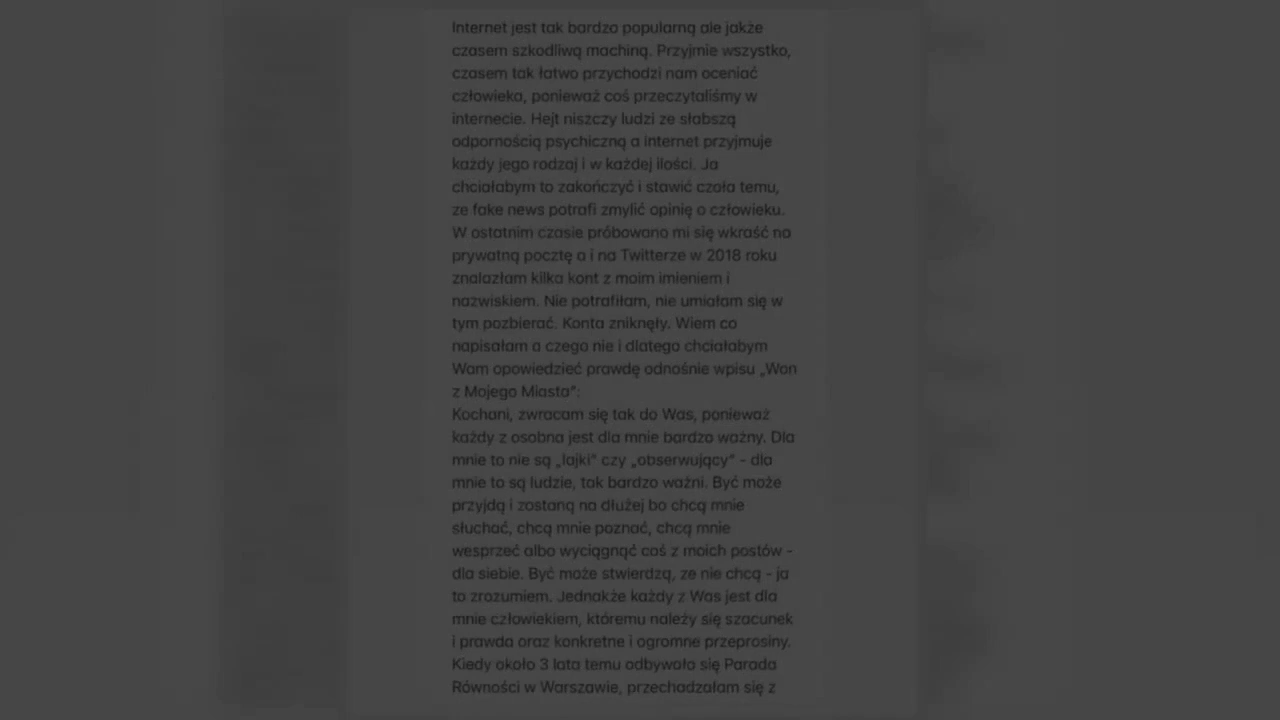 Internet jest tak bardzo popularną ale jakże
czasem szkodliwą machiną. Przyjmie wszystko,
czasem tak łatwo przychodzi nam oceniać
człowieka, ponieważ coś przeczytaliśmy w
internecie. Hejt niszczy ludzi ze słabszą
odpornością psychiczną a internet przyjmuje
każdy jego rodzaj i w każdej ilości. Ja
chciałabym to zakończyć i stawić czoła temu,
ze fake news potrafi zmylić opinię o człowieku.
W ostatnim czasie próbowano mi się wkraść na
prywatną pocztę a i na Twitterze w 2018 roku
znalazłam kilka kont z moim imieniem i
nazwiskiem. Nie potrafiłam, nie umiałam się w
tym pozbierać. Konta zniknęły. Wiem co
napisałam a czego nie i dlatego chciałabym
Wam opowiedzieć prawdę odnośnie wpisu „Won
z Mojego Miasta":
Kochani, zwracam się tak do Was, ponieważ
każdy z osobna jest dla mnie bardzo ważny. Dla
mnie to nie są „lajki" czy „obserwujący" - dla
mnie to są ludzie, tak bardzo ważni. Być może
przyjdą i zostaną na dłużej bo chcą mnie
słuchać, chcą mnie poznać, chcą mnie
wesprzeć albo wyciągnąć coś z moich postów -
dla siebie. Być może stwierdzą, ze nie chcą - ja
to zrozumiem. Jednakże każdy z Was jest dla
mnie człowiekiem, któremu należy się szacunek
i prawda oraz konkretne i ogromne przeprosiny.
Kiedy około 3 lata temu odbywała się Parada
Równości w Warszawie, przechadzałam się z